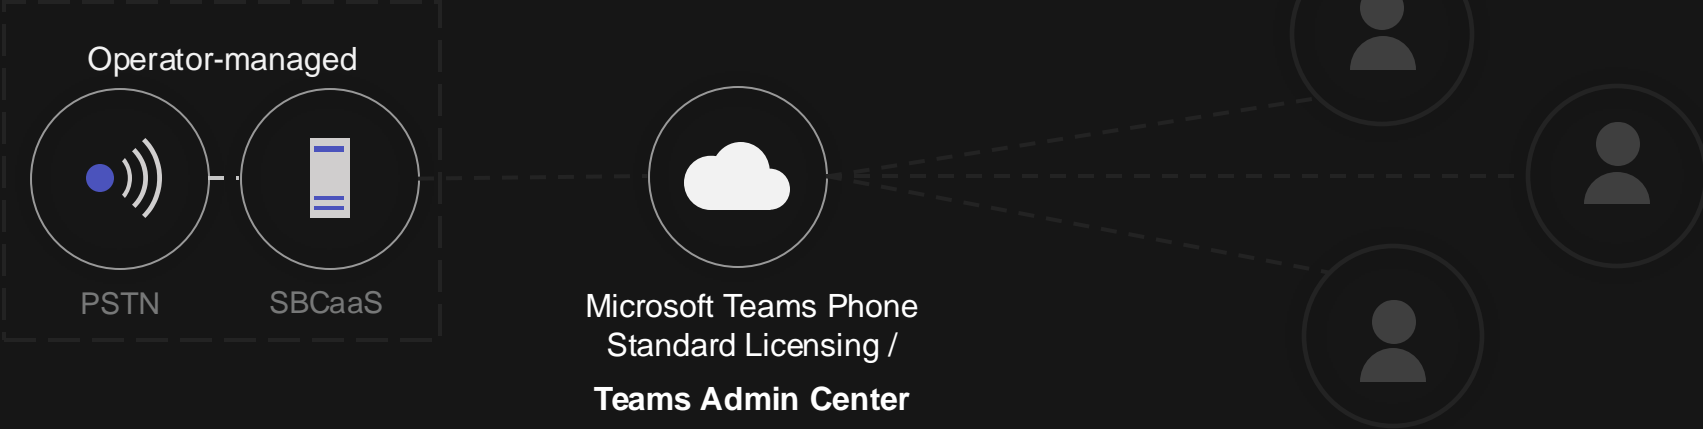 Operator-managed
PSTN
SBCaaS
Microsoft Teams Phone
Standard Licensing /
Teams Admin Center